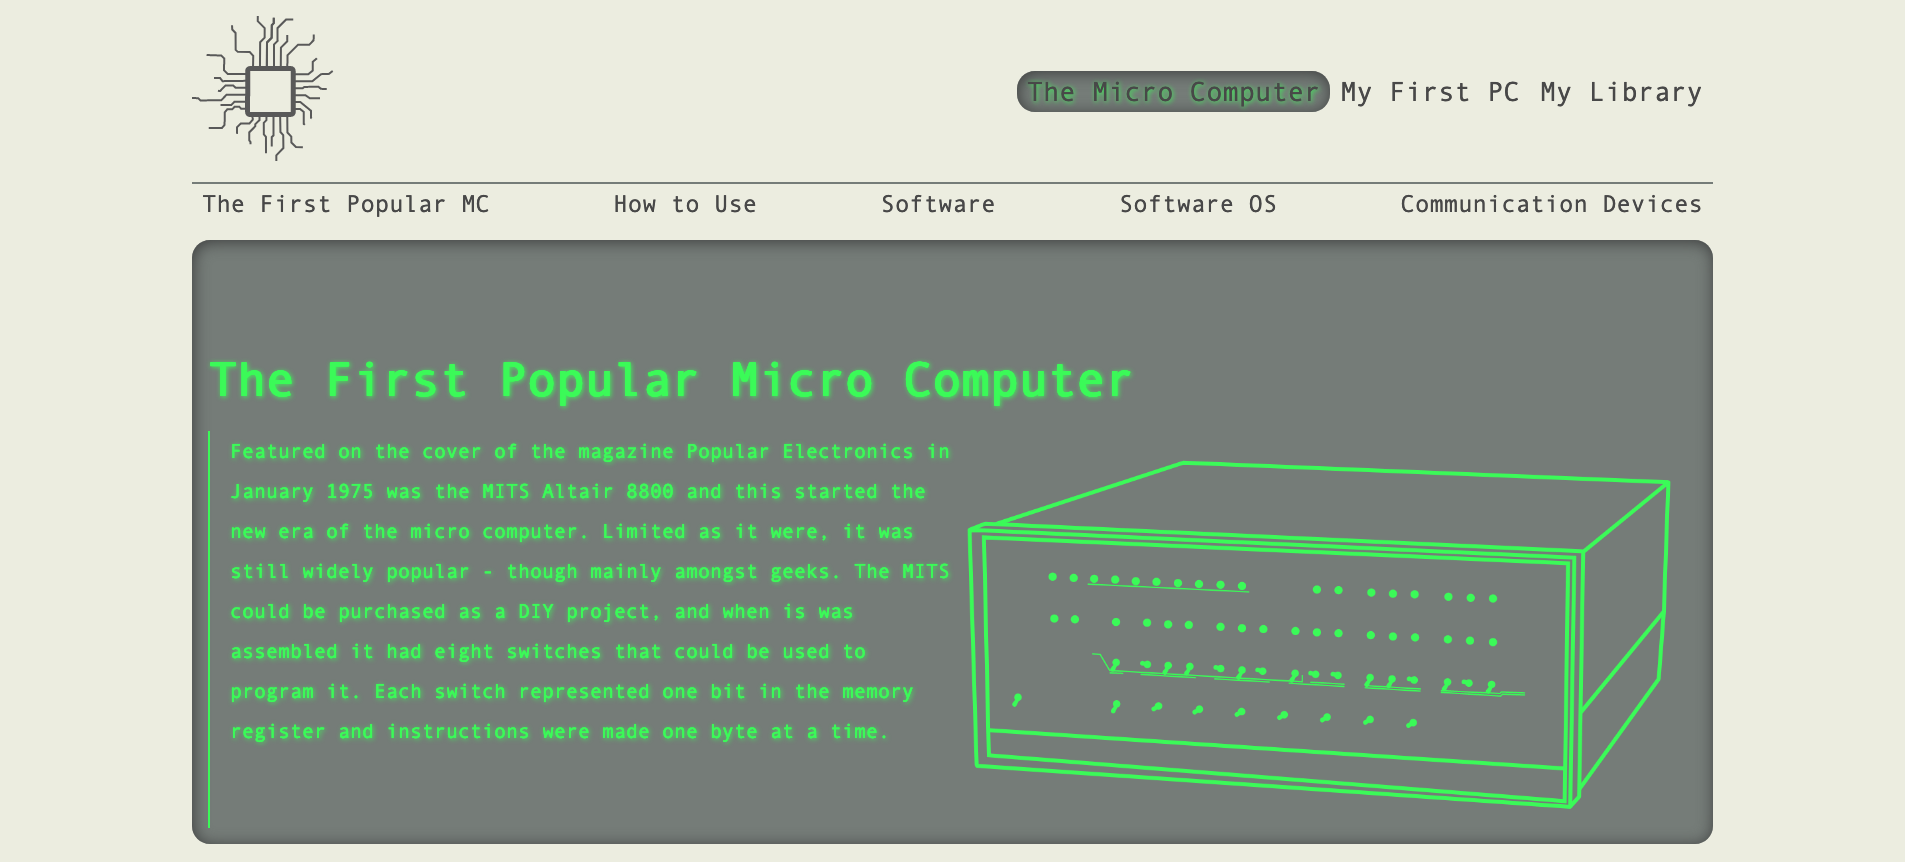 The Micro Computer My First PC My Library
The First Popular MC How to Use Software Software OS Communication Devices
The First Popular Micro Computer
Featured on the cover of the magazine Popular Electronics in
January 1975 was the MITS Altair 8800 and this started the
new era of the micro computer. Limited as it were, it was
still widely popular - though mainly amongst geeks. The MITS
could be purchased as a DIY project, and when is was
assembled it had eight switches that could be used to
program it. Each switch represented one bit in the memory
register and instructions were made one byte at a time.